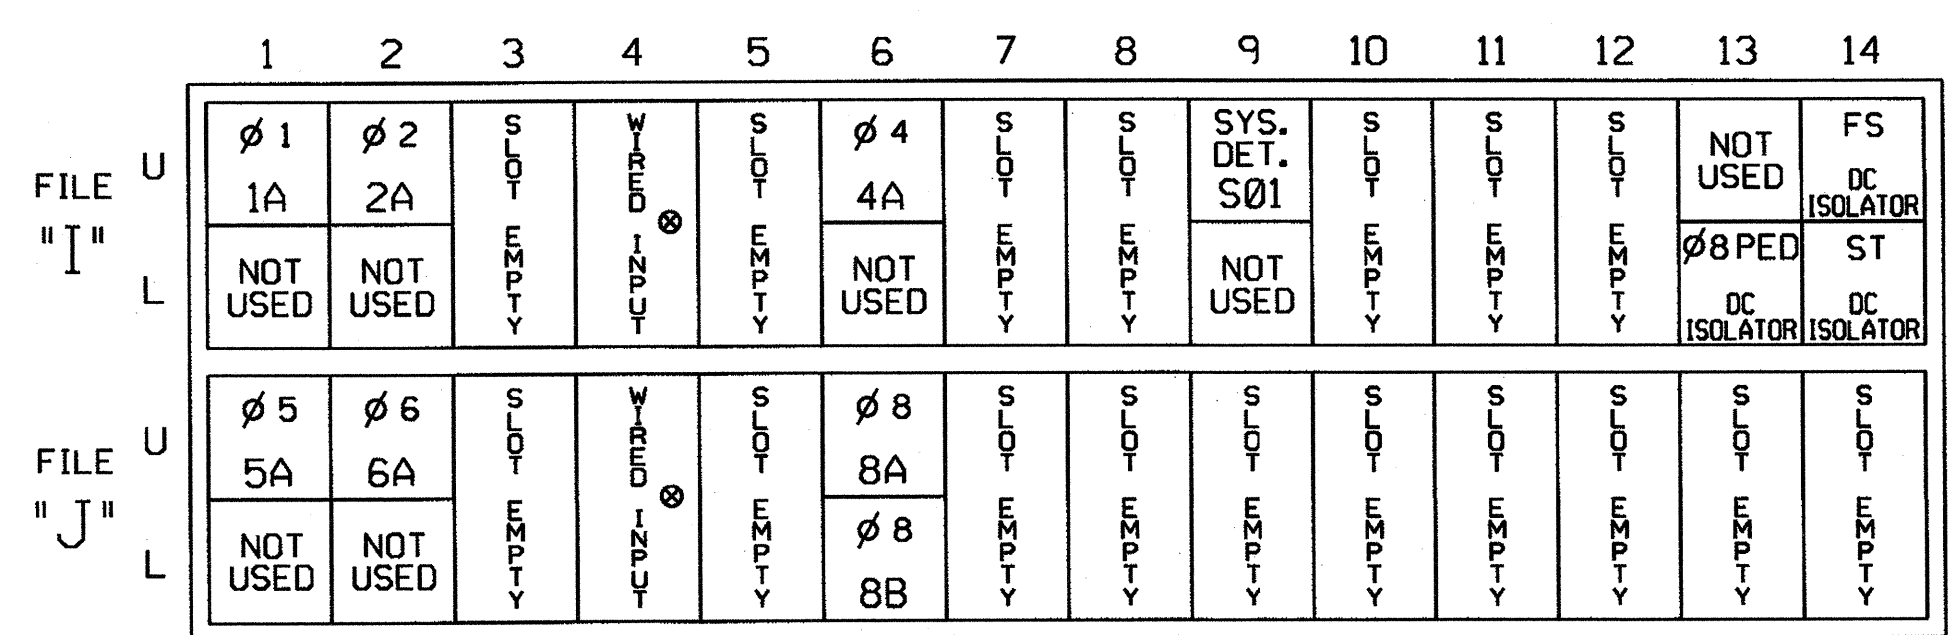 1 2 3 4 5 6 7 8 9 10 11 12 13 14
FILE
"I"
U
L
Ø 1
1A
NOT
USED
Ø 2
2A
NOT
USED
SLOT EMPTY
WIRED INPUT
⊗
SLOT EMPTY
Ø 4
4A
NOT
USED
SLOT EMPTY
SLOT EMPTY
SYS.
DET.
SØ1
NOT
USED
SLOT EMPTY
SLOT EMPTY
SLOT EMPTY
NOT
USED
Ø8 PED
DC
ISOLATOR
FS
DC
ISOLATOR
ST
DC
ISOLATOR
FILE
"J"
U
L
Ø 5
5A
NOT
USED
Ø 6
6A
NOT
USED
SLOT EMPTY
WIRED INPUT
⊗
SLOT EMPTY
Ø 8
8A
Ø 8
8B
SLOT EMPTY
SLOT EMPTY
SLOT EMPTY
SLOT EMPTY
SLOT EMPTY
SLOT EMPTY
SLOT EMPTY
SLOT EMPTY